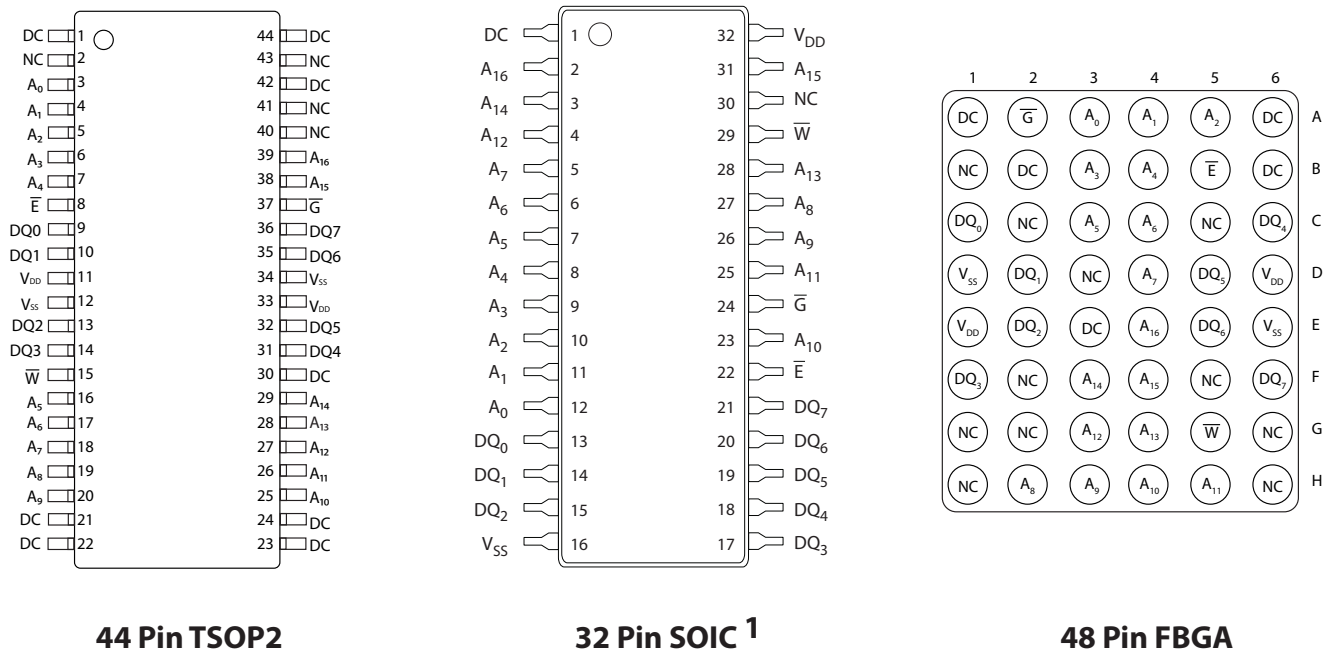 DC 1 44 DC
NC 2 43 NC
A₀ 3 42 DC
A₁ 4 41 NC
A₂ 5 40 NC
A₃ 6 39 A₁₆
A₄ 7 38 A₁₅
E̅ 8 37 G̅
DQ0 9 36 DQ7
DQ1 10 35 DQ6
V_DD 11 34 V_SS
V_SS 12 33 V_DD
DQ2 13 32 DQ5
DQ3 14 31 DQ4
W̅ 15 30 DC
A₅ 16 29 A₁₄
A₆ 17 28 A₁₃
A₇ 18 27 A₁₂
A₈ 19 26 A₁₁
A₉ 20 25 A₁₀
DC 21 24 DC
DC 22 23 DC
44 Pin TSOP2
DC 1 32 V_DD
A₁₆ 2 31 A₁₅
A₁₄ 3 30 NC
A₁₂ 4 29 W̅
A₇ 5 28 A₁₃
A₆ 6 27 A₈
A₅ 7 26 A₉
A₄ 8 25 A₁₁
A₃ 9 24 G̅
A₂ 10 23 A₁₀
A₁ 11 22 E̅
A₀ 12 21 DQ₇
DQ₀ 13 20 DQ₆
DQ₁ 14 19 DQ₅
DQ₂ 15 18 DQ₄
V_SS 16 17 DQ₃
32 Pin SOIC ¹
1 2 3 4 5 6
DC G̅ A₀ A₁ A₂ DC A
NC DC A₃ A₄ E̅ DC B
DQ₀ NC A₅ A₆ NC DQ₄ C
V_SS DQ₁ NC A₇ DQ₅ V_DD D
V_DD DQ₂ DC A₁₆ DQ₆ V_SS E
DQ₃ NC A₁₄ A₁₅ NC DQ₇ F
NC NC A₁₂ A₁₃ W̅ NC G
NC A₈ A₉ A₁₀ A₁₁ NC H
48 Pin FBGA